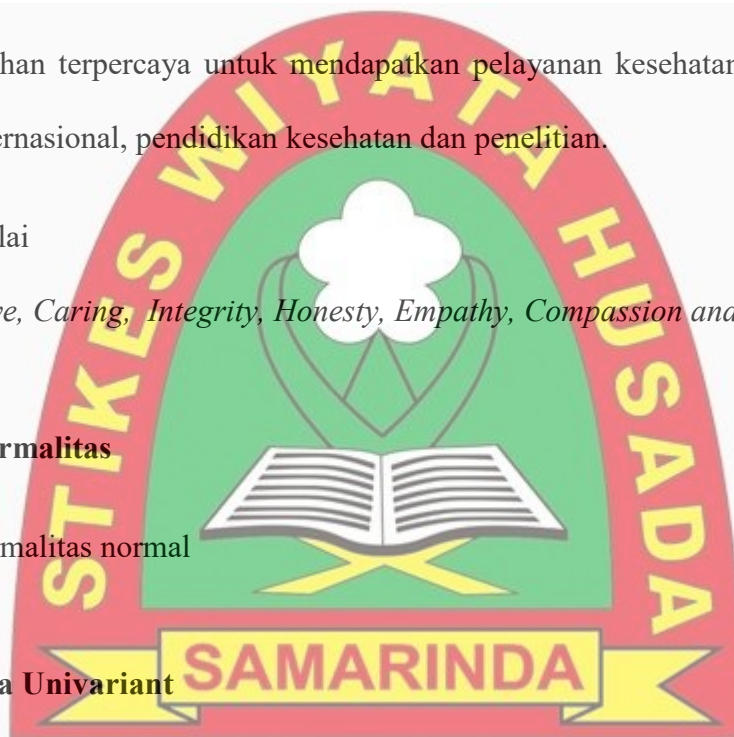 han terpercaya untuk mendapatkan pelayanan kesehatan
ernasional, pendidikan kesehatan dan penelitian.
lai
ve, Caring, Integrity, Honesty, Empathy, Compassion and
rmalitas
malitas normal
a Univariant
STIKES WIYATA HUSADA
SAMARINDA